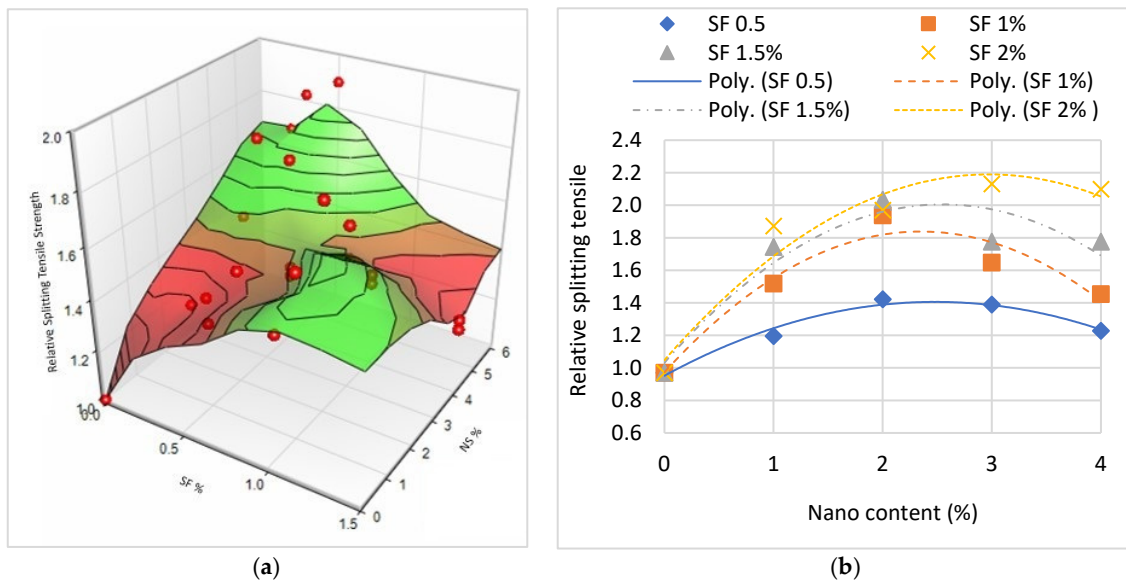 2.0
1.8
1.6
1.4
1.2
1.0
0.0
0.5
1.0
1.5
0
1
2
3
4
5
6
Relative Splitting Tensile Strength
SF %
NS %
(a)
SF 0.5 SF 1%
SF 1.5% SF 2%
Poly. (SF 0.5) Poly. (SF 1%)
Poly. (SF 1.5%) Poly. (SF 2% )
Relative splitting tensile
2.4
2.2
2.0
1.8
1.6
1.4
1.2
1.0
0.8
0.6
0 1 2 3 4
Nano content (%)
(b)